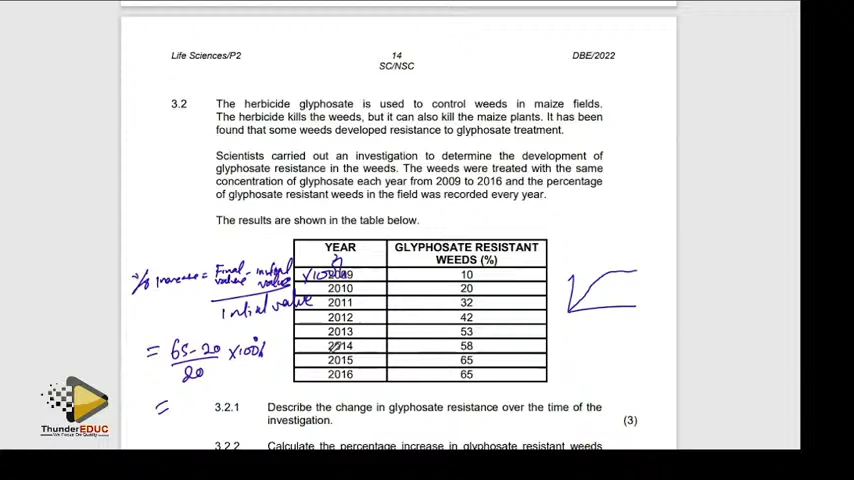 Life Sciences/P2 14 DBE/2022
SC/NSC
3.2 The herbicide glyphosate is used to control weeds in maize fields.
The herbicide kills the weeds, but it can also kill the maize plants. It has been
found that some weeds developed resistance to glyphosate treatment.
Scientists carried out an investigation to determine the development of
glyphosate resistance in the weeds. The weeds were treated with the same
concentration of glyphosate each year from 2009 to 2016 and the percentage
of glyphosate resistant weeds in the field was recorded every year.
The results are shown in the table below.
YEAR GLYPHOSATE RESISTANT
WEEDS (%)
2009 10
2010 20
2011 32
2012 42
2013 53
2014 58
2015 65
2016 65
% increase = Final value - initial value x 100%
initial value
= 65 - 20 x 100%
20
=
ThunderEDUC
We Focus On Quality
3.2.1 Describe the change in glyphosate resistance over the time of the
investigation. (3)
3.2.2 Calculate the percentage increase in glyphosate resistant weeds